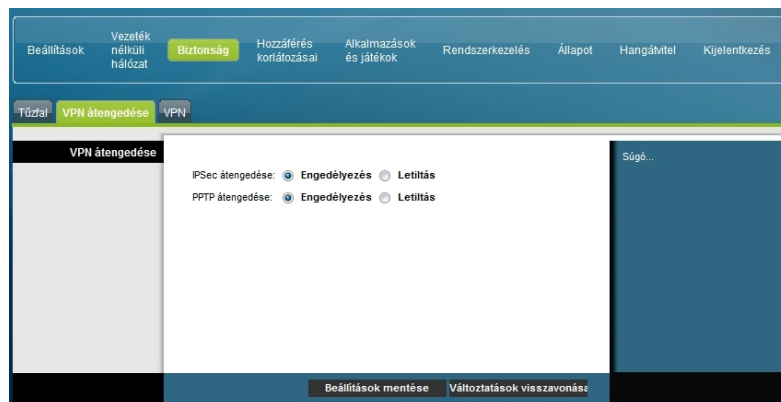 Beállítások
Vezeték
nélküli
hálózat
Biztonság
Hozzáférés
korlátozásai
Alkalmazások
és játékok
Rendszerkezelés
Állapot
Hangátvitel
Kijelentkezés
Tűzfal
VPN átengedése
VPN
VPN átengedése
IPSec átengedése: Engedélyezés Letiltás
PPTP átengedése: Engedélyezés Letiltás
Súgó...
Beállítások mentése
Változtatások visszavonása